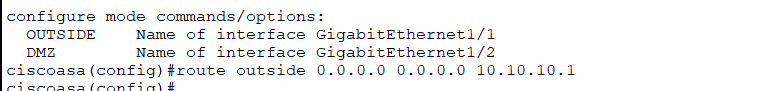 configure mode commands/options:
  OUTSIDE    Name of interface GigabitEthernet1/1
  DMZ        Name of interface GigabitEthernet1/2
ciscoasa(config)#route outside 0.0.0.0 0.0.0.0 10.10.10.1
ciscoasa(config)#